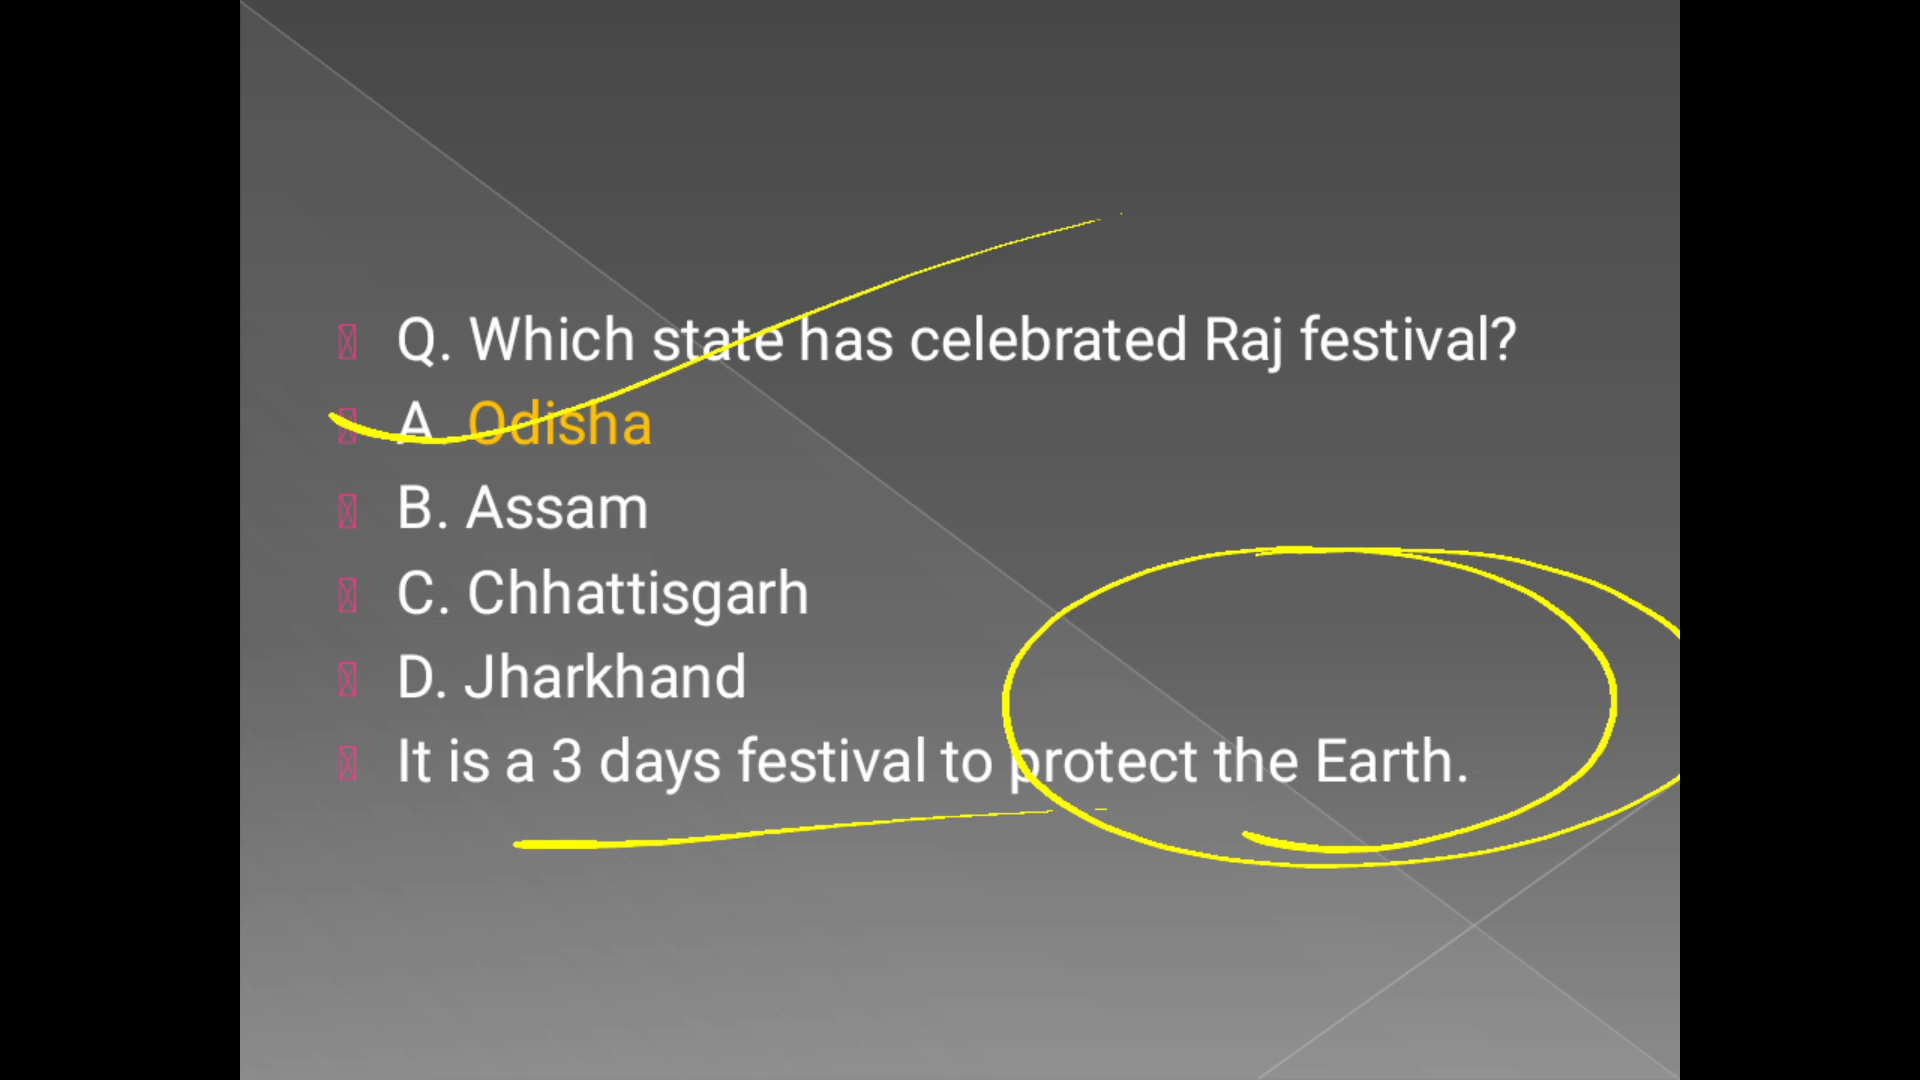 Q. Which state has celebrated Raj festival?
A Odisha
B. Assam
C. Chhattisgarh
D. Jharkhand
It is a 3 days festival to protect the Earth.